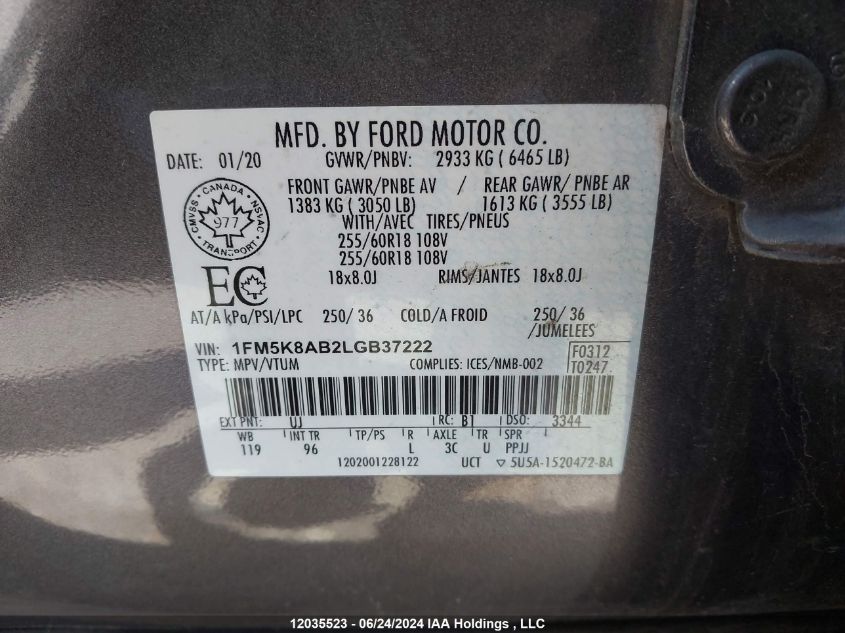 MFD. BY FORD MOTOR CO.
DATE: 01/20 GVWR/PNBV: 2933 KG ( 6465 LB)
FRONT GAWR/PNBE AV / REAR GAWR/ PNBE AR
1383 KG ( 3050 LB) 1613 KG ( 3555 LB)
WITH/AVEC TIRES/PNEUS
255/60R18 108V
255/60R18 108V
18x8.0J RIMS/JANTES 18x8.0J
CMVSS · CANADA · NSVAC
977
TRANSPORT
EC
AT/A kPa/PSI/LPC 250/ 36 COLD/A FROID 250/ 36
/JUMELEES
VIN: 1FM5K8AB2LGB37222
F0312
T0247
TYPE: MPV/VTUM COMPLIES: ICES/NMB-002
EXT PNT: UJ RC: B1 DSO: 3344
WB INT TR TP/PS R AXLE TR SPR
119 96 L 3C U PPJJ
1202001228122 UCT ▽ 5U5A-1520472-BA
12035523 - 06/24/2024 IAA Holdings , LLC